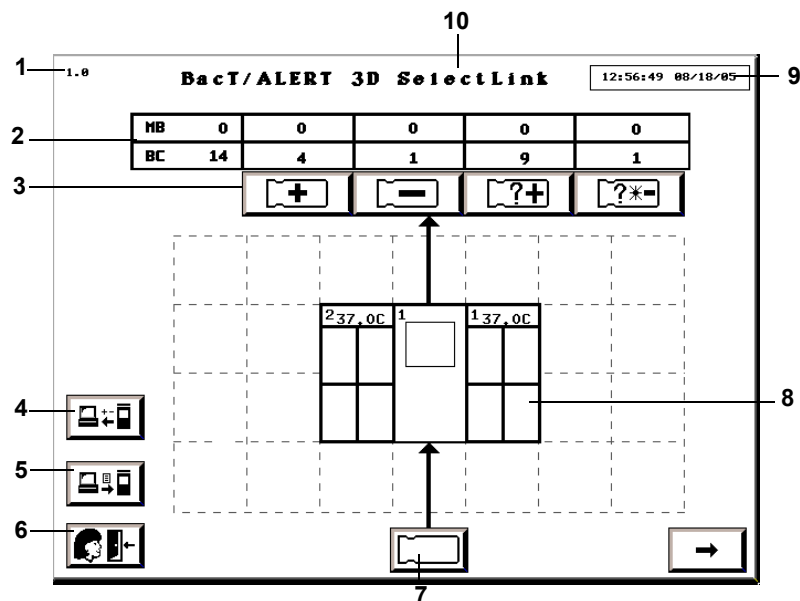 10
1
1.0
BacT/ALERT 3D SelectLink
12:56:49 08/18/05
9
2
MB 0 0 0 0 0
BC 14 4 1 9 1
3
+ − ?+ ?*-
2 37.0C 1 1 37.0C
8
4
+-
5
6
7